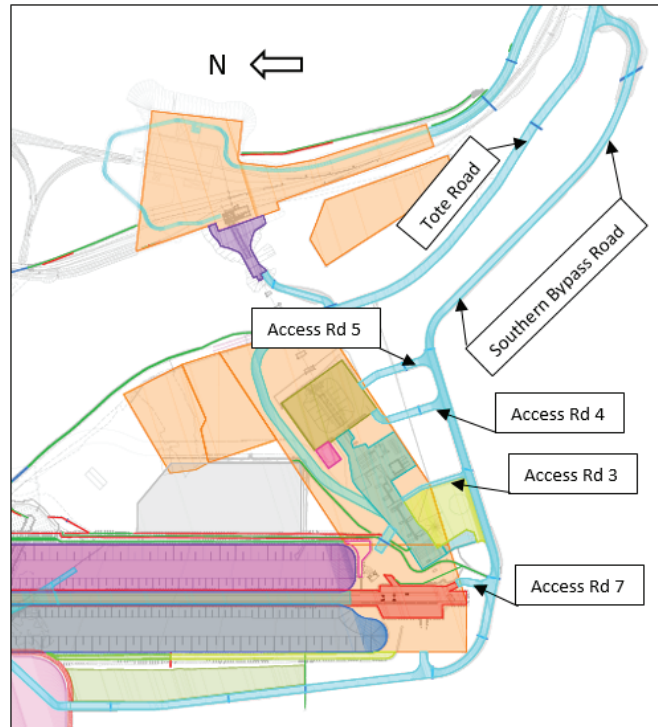 N
Tote Road
Southern Bypass Road
Access Rd 5
Access Rd 4
Access Rd 3
Access Rd 7